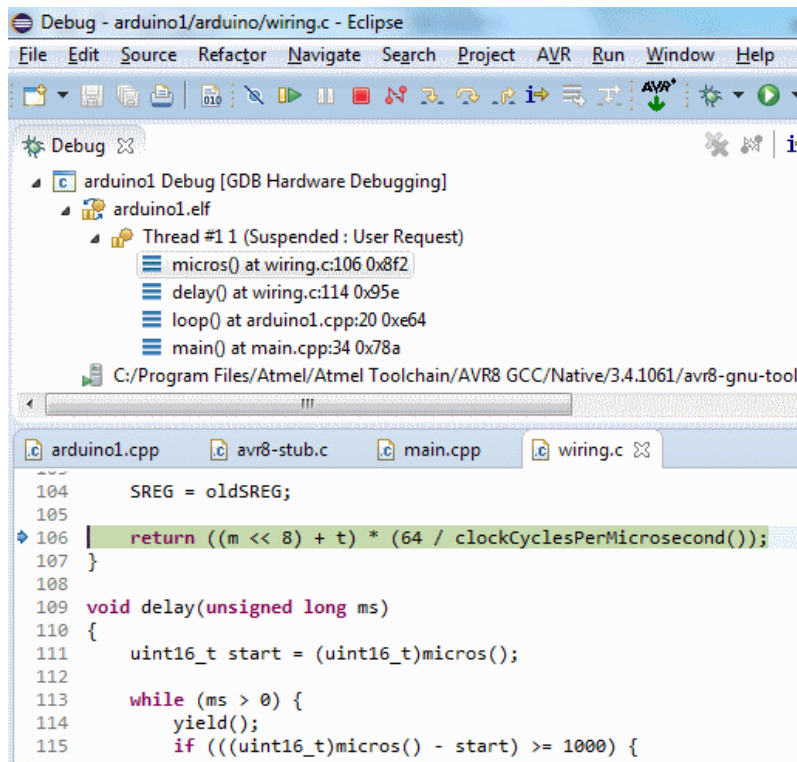 Debug - arduino1/arduino/wiring.c - Eclipse
File Edit Source Refactor Navigate Search Project AVR Run Window Help
010 i AVR*
Debug i
c arduino1 Debug [GDB Hardware Debugging]
arduino1.elf
Thread #1 1 (Suspended : User Request)
micros() at wiring.c:106 0x8f2
delay() at wiring.c:114 0x95e
loop() at arduino1.cpp:20 0xe64
main() at main.cpp:34 0x78a
C:/Program Files/Atmel/Atmel Toolchain/AVR8 GCC/Native/3.4.1061/avr8-gnu-tool
.c arduino1.cpp .c avr8-stub.c .c main.cpp .c wiring.c
104 SREG = oldSREG;
105
106 return ((m << 8) + t) * (64 / clockCyclesPerMicrosecond());
107 }
108
109 void delay(unsigned long ms)
110 {
111 uint16_t start = (uint16_t)micros();
112
113 while (ms > 0) {
114 yield();
115 if (((uint16_t)micros() - start) >= 1000) {